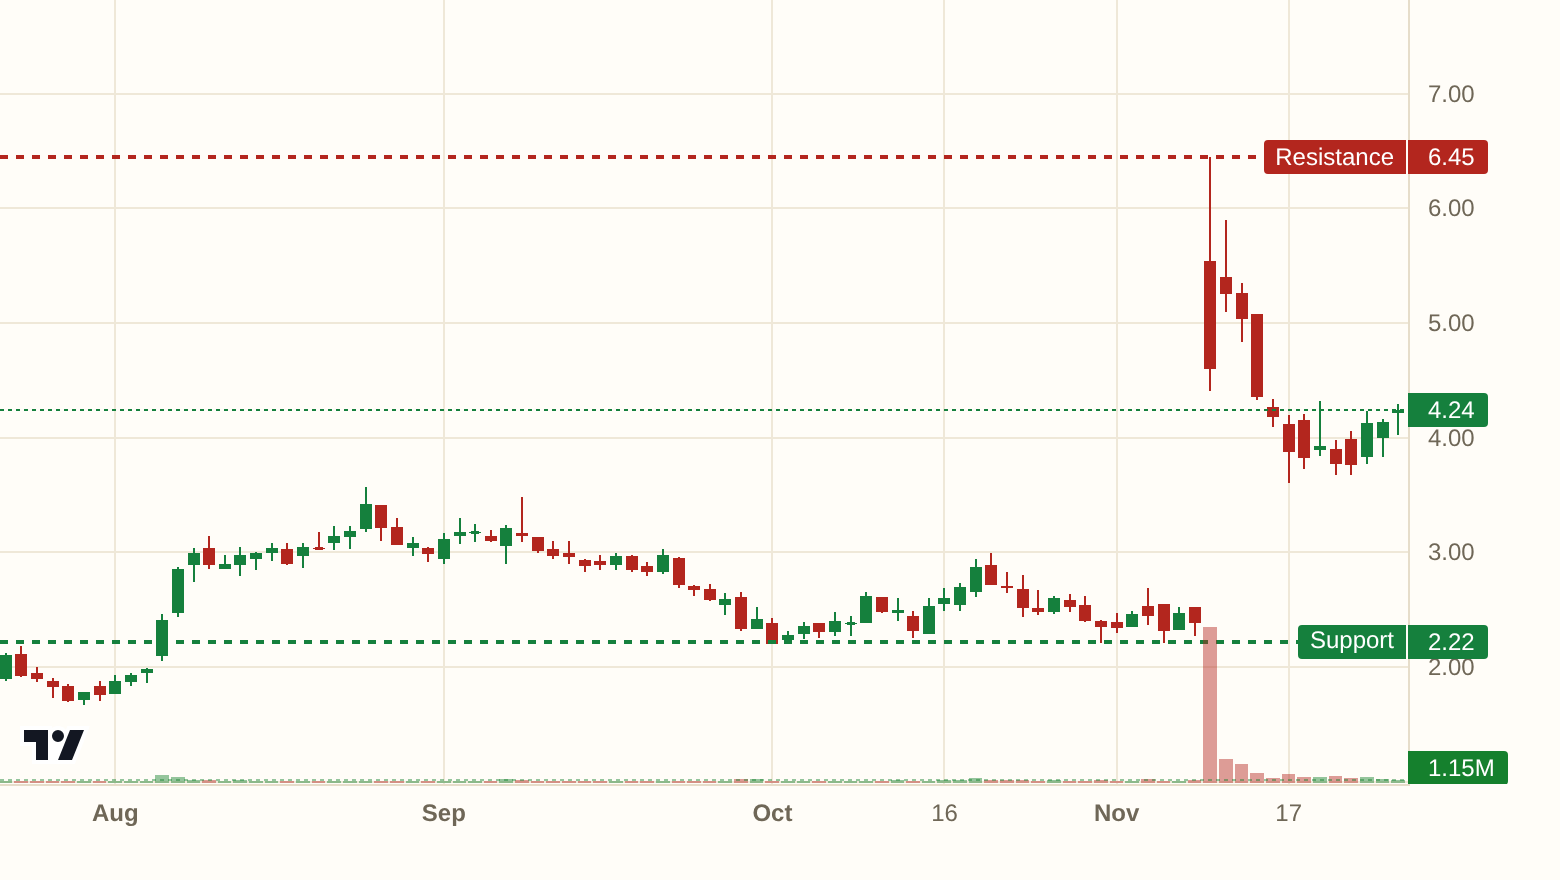 7.00
Resistance 6.45
6.00
5.00
4.24
4.00
3.00
Support 2.22
2.00
1.15M
Aug Sep Oct 16 Nov 17